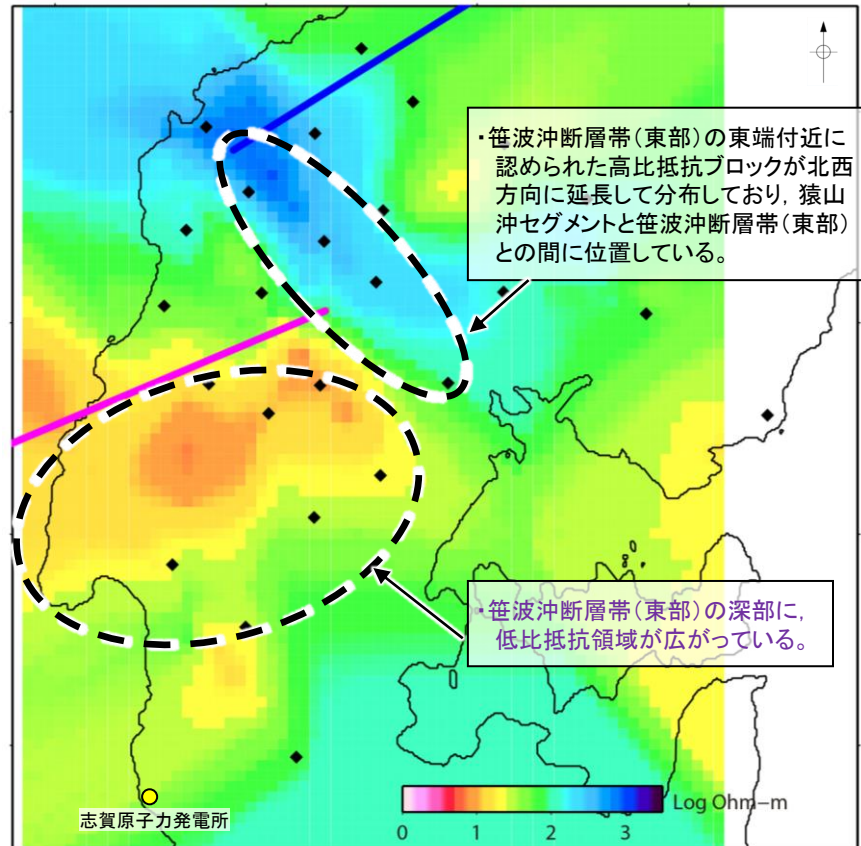 ・笹波沖断層帯(東部)の東端付近に
認められた高比抵抗ブロックが北西
方向に延長して分布しており，猿山
沖セグメントと笹波沖断層帯(東部)
との間に位置している。
・笹波沖断層帯(東部)の深部に，
低比抵抗領域が広がっている。
志賀原子力発電所
Log Ohm-m
0 1 2 3